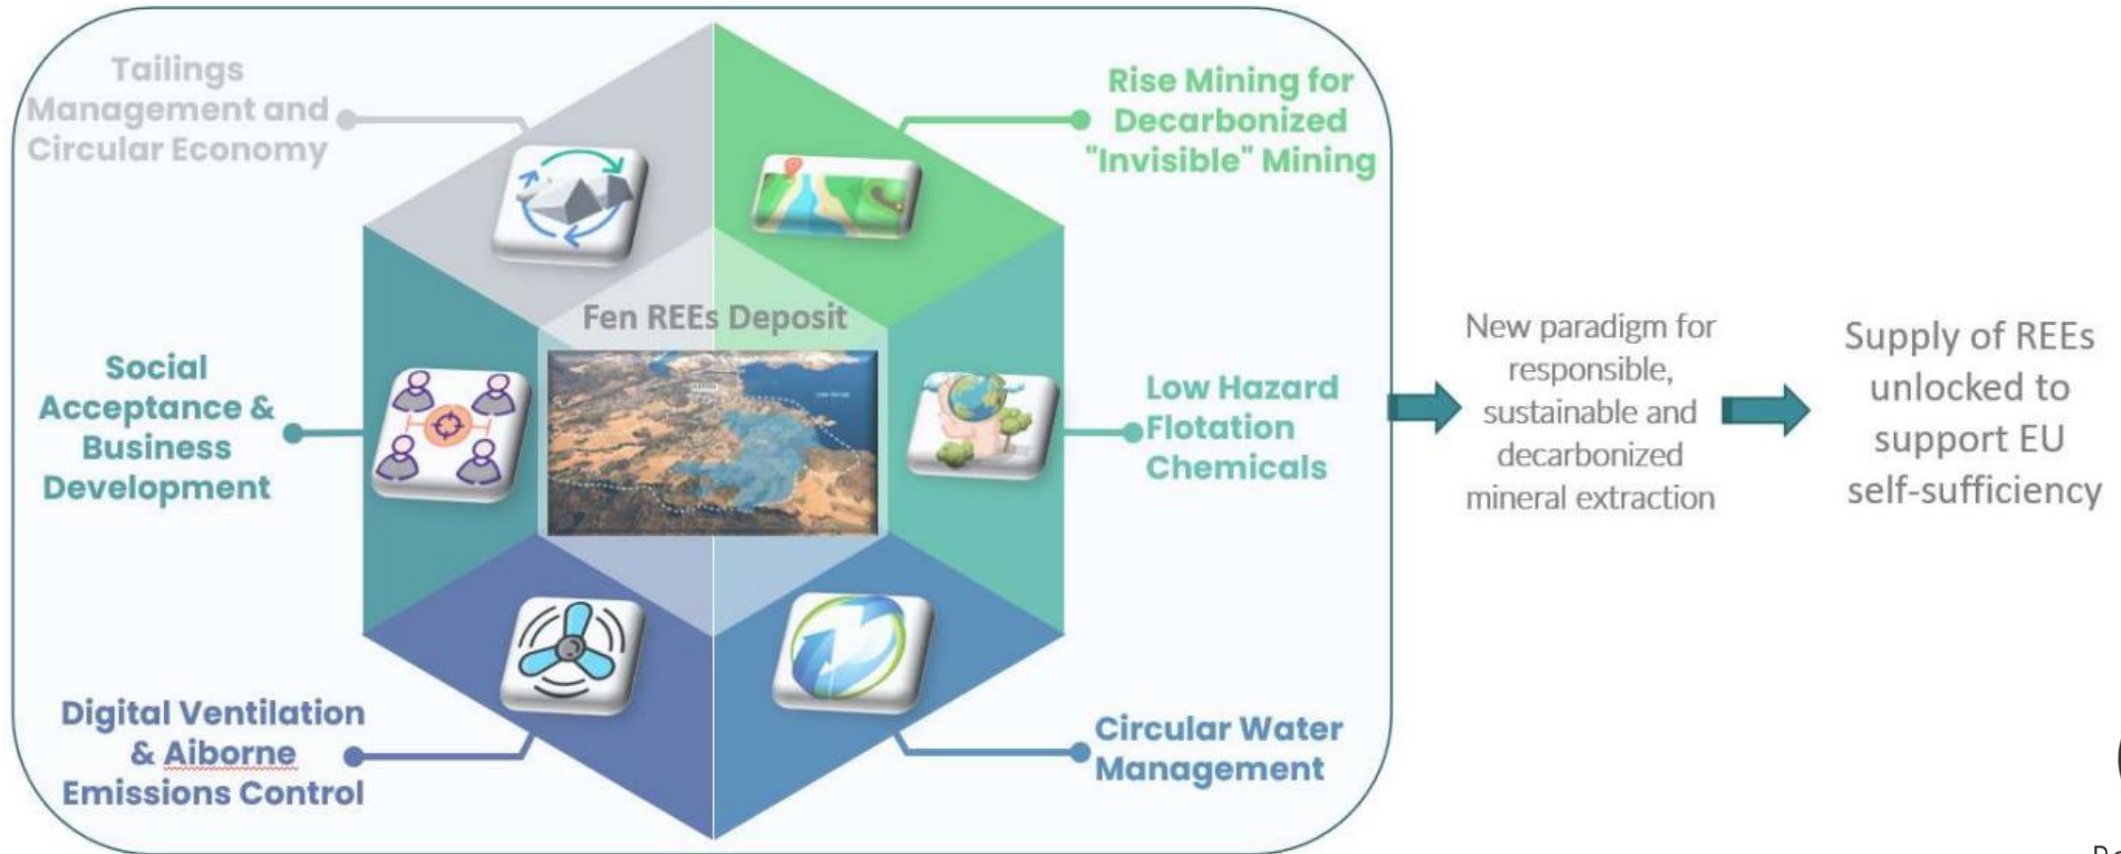 Tailings
Management and
Circular Economy
Rise Mining for
Decarbonized
"Invisible" Mining
Fen REEs Deposit
Social
Acceptance &
Business
Development
Low Hazard
Flotation
Chemicals
Digital Ventilation
& Aiborne
Emissions Control
Circular Water
Management
New paradigm for
responsible,
sustainable and
decarbonized
mineral extraction
Supply of REEs
unlocked to
support EU
self-sufficiency